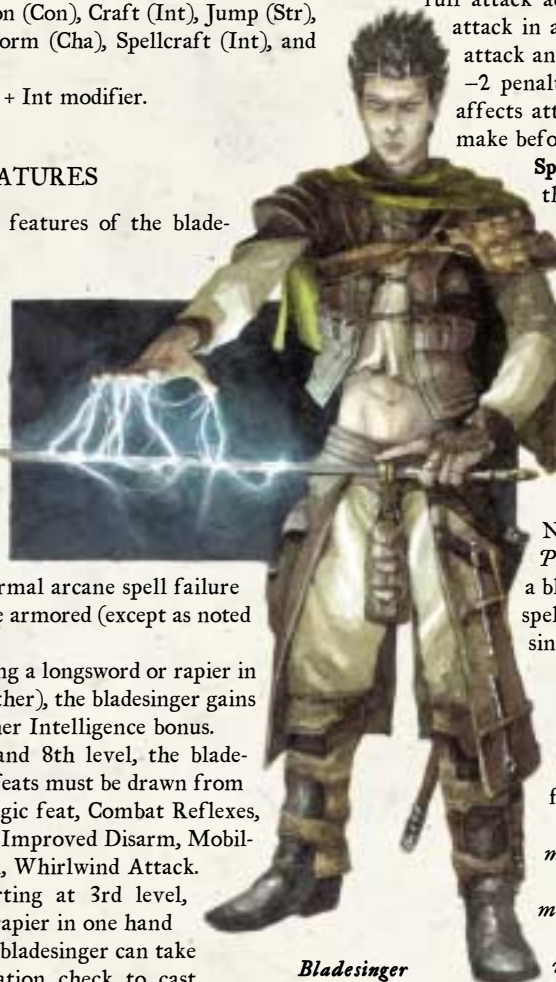 on (Con), Craft (Int), Jump (Str),
orm (Cha), Spellcraft (Int), and
+ Int modifier.
ATURES
features of the blade-
rmal arcane spell failure
e armored (except as noted
ng a longsword or rapier in
ther), the bladesinger gains
her Intelligence bonus.
and 8th level, the blade-
feats must be drawn from
gic feat, Combat Reflexes,
Improved Disarm, Mobil-
, Whirlwind Attack.
rting at 3rd level,
rapier in one hand
bladesinger can take
ation check to cast
Bladesinger
attack in a
attack an
–2 penalt
affects att
make befo
Sp
th
N
P
a bl
spel
sin
f
m
m